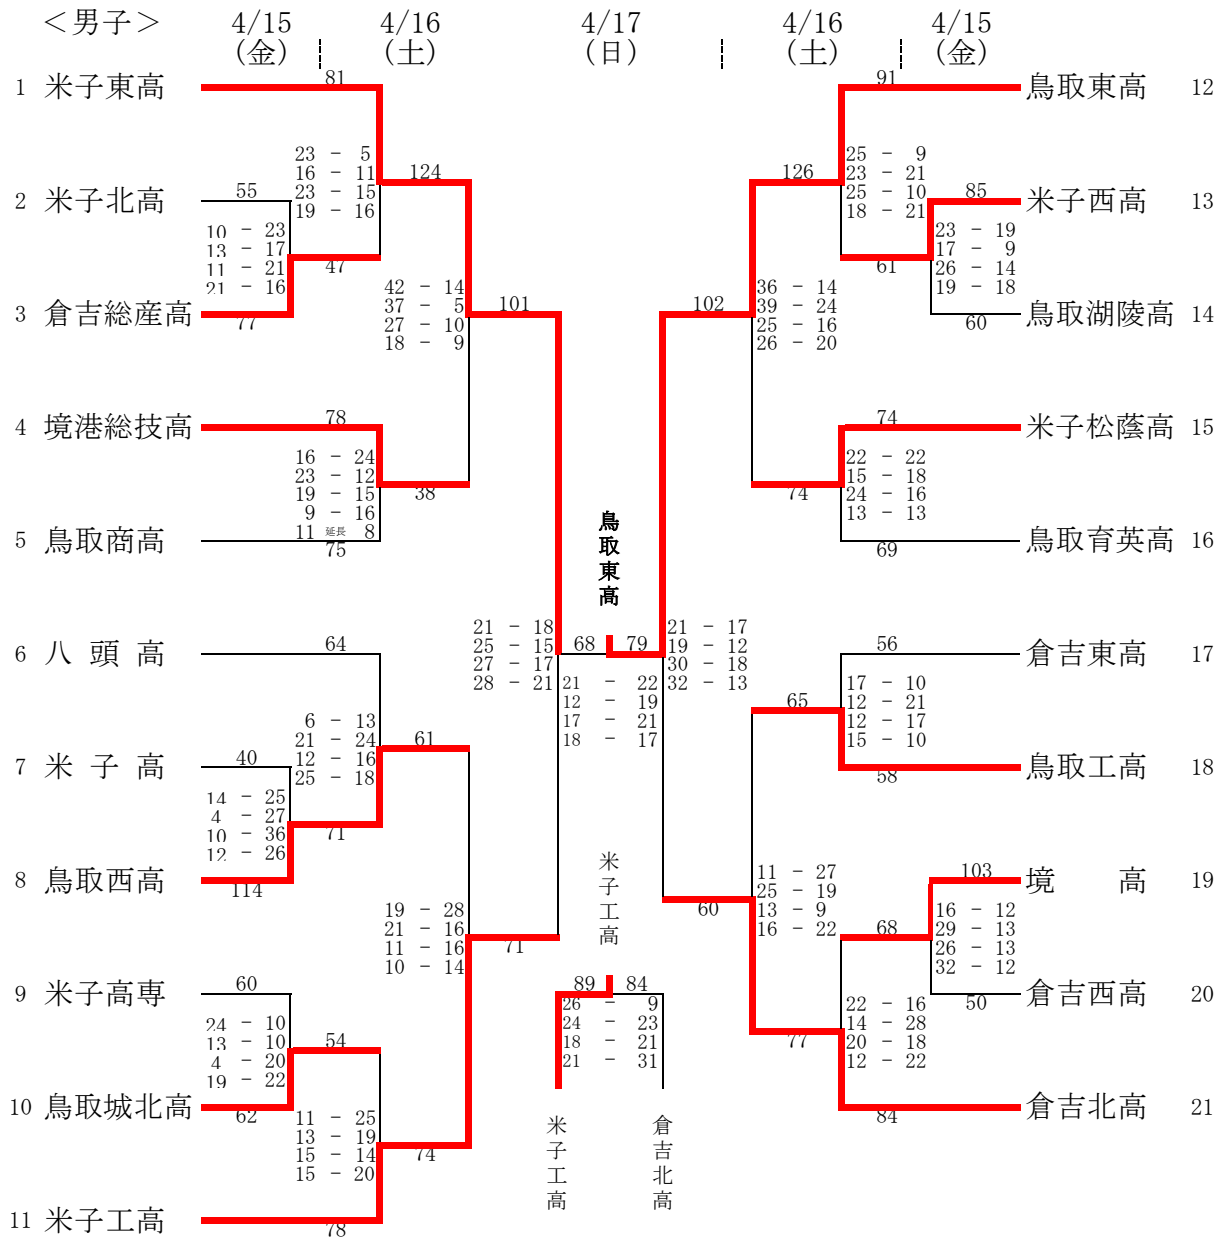 ＜男子＞ 4/15 4/16 4/17 4/16 4/15
(金) (土) (日) (土) (金)
1 米子東高 81 91 鳥取東高 12
23 - 5
16 - 11
23 - 15
19 - 16
124
126
25 - 9
23 - 21
25 - 10
18 - 21
2 米子北高 55 85 米子西高 13
10 - 23
13 - 17
11 - 21
21 - 16
47
61
23 - 19
17 - 9
26 - 14
19 - 18
3 倉吉総産高 77 60 鳥取湖陵高 14
42 - 14
37 - 5
27 - 10
18 - 9
101
102
36 - 14
39 - 24
25 - 16
26 - 20
4 境港総技高 78 74 米子松蔭高 15
16 - 24
23 - 12
19 - 15
9 - 16
11 延長 8
38
74
22 - 22
15 - 18
24 - 16
13 - 13
5 鳥取商高 75 69 鳥取育英高 16
鳥取東高
21 - 18
25 - 15
27 - 17
28 - 21
68 79
21 - 22
12 - 19
17 - 21
18 - 17
21 - 17
19 - 12
30 - 18
32 - 13
6 八頭高 64 56 倉吉東高 17
6 - 13
21 - 24
12 - 16
25 - 18
61
65
17 - 10
12 - 21
12 - 17
15 - 10
7 米子高 40 58 鳥取工高 18
14 - 25
4 - 27
10 - 36
12 - 26
71
8 鳥取西高 114 103 境高 19
19 - 28
21 - 16
11 - 16
10 - 14
71
60
11 - 27
25 - 19
13 - 9
16 - 22
68
16 - 12
29 - 13
26 - 13
32 - 12
米子工高
9 米子高専 60 50 倉吉西高 20
24 - 10
13 - 10
4 - 20
19 - 22
54
89 84
26 - 9
24 - 23
18 - 21
21 - 31
77
22 - 16
14 - 28
20 - 18
12 - 22
10 鳥取城北高 62 84 倉吉北高 21
11 - 25
13 - 19
15 - 14
15 - 20
74
米子工高
倉吉北高
11 米子工高 78